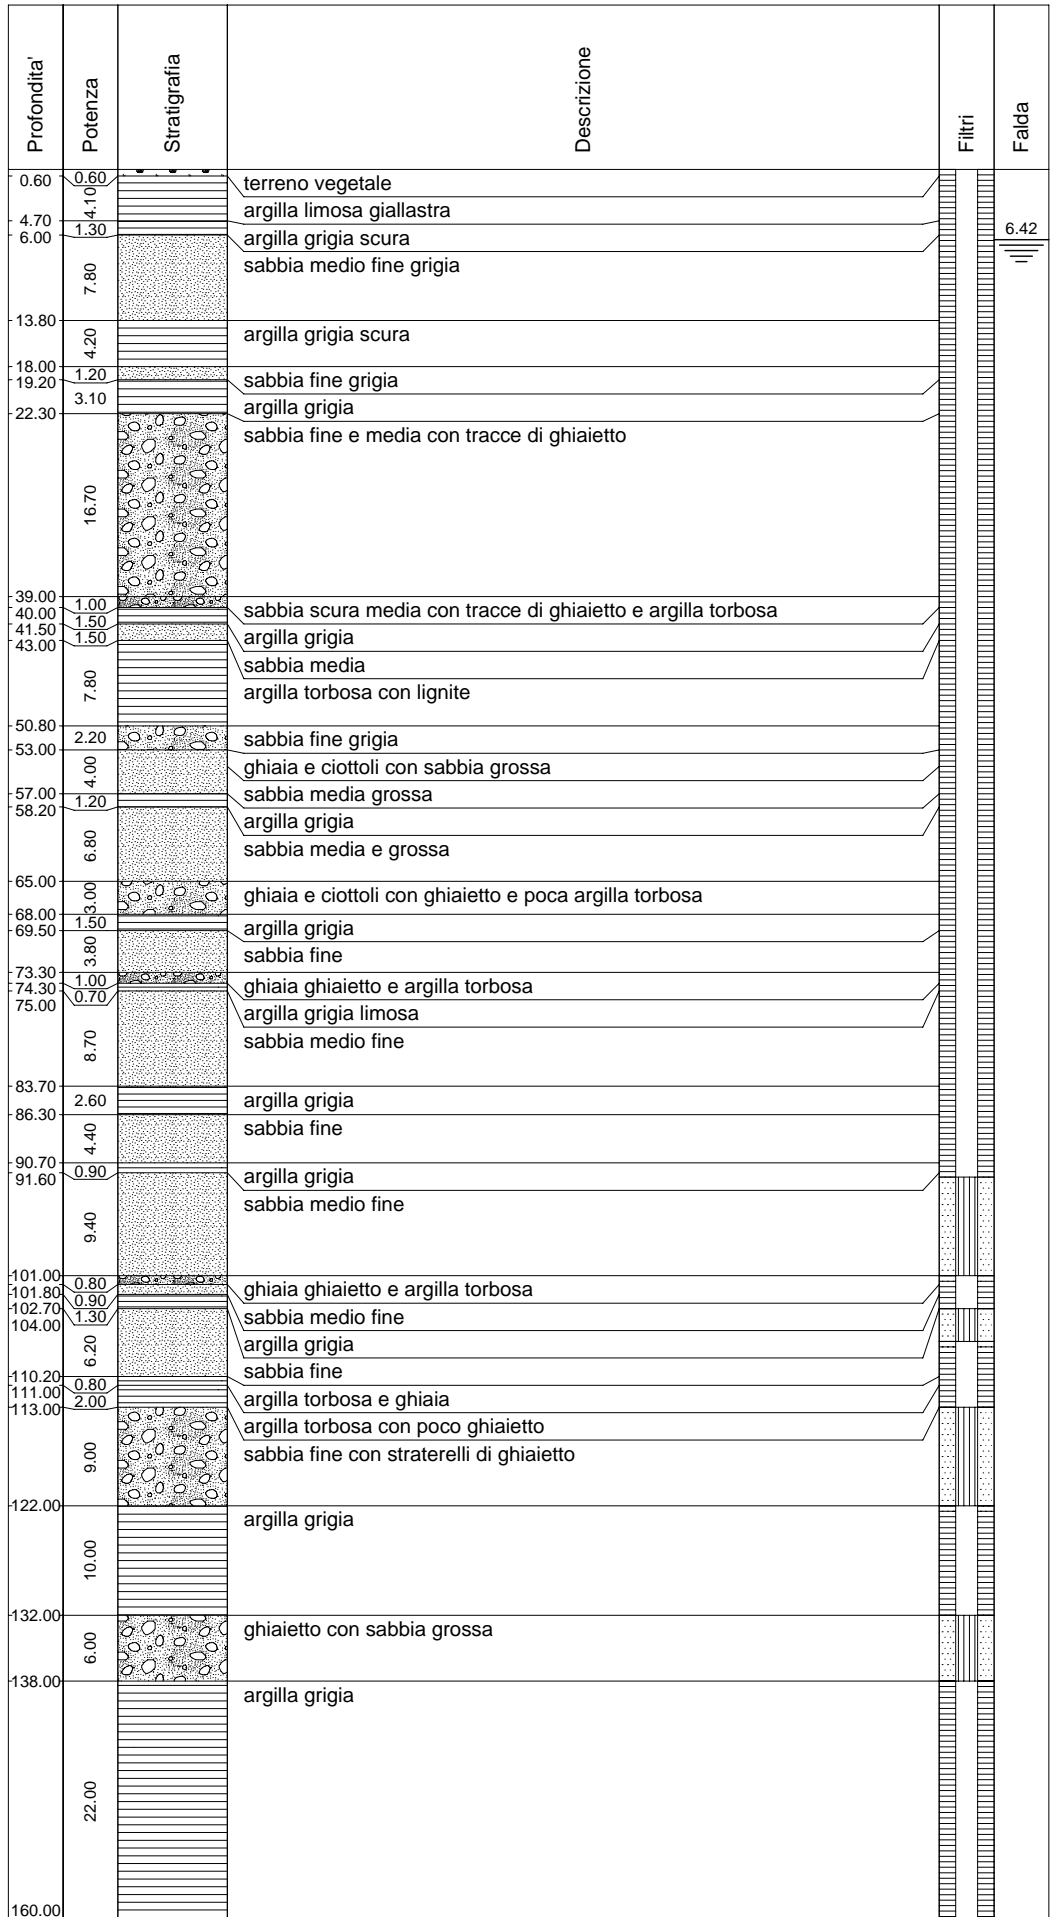 Profondita' Potenza Stratigrafia Descrizione Filtri Falda
0.60 0.60 terreno vegetale
4.70 4.10 argilla limosa giallastra
6.00 1.30 argilla grigia scura 6.42
7.80 sabbia medio fine grigia
13.80
4.20 argilla grigia scura
18.00
19.20 1.20 sabbia fine grigia
22.30 3.10 argilla grigia
16.70 sabbia fine e media con tracce di ghiaietto
39.00
40.00 1.00 sabbia scura media con tracce di ghiaietto e argilla torbosa
41.50 1.50 argilla grigia
43.00 1.50 sabbia media
7.80 argilla torbosa con lignite
50.80
53.00 2.20 sabbia fine grigia
4.00 ghiaia e ciottoli con sabbia grossa
57.00 sabbia media grossa
58.20 1.20 argilla grigia
6.80 sabbia media e grossa
65.00
3.00 ghiaia e ciottoli con ghiaietto e poca argilla torbosa
68.00
69.50 1.50 argilla grigia
3.80 sabbia fine
73.30
74.30 1.00 ghiaia ghiaietto e argilla torbosa
75.00 0.70 argilla grigia limosa
8.70 sabbia medio fine
83.70
2.60 argilla grigia
86.30
4.40 sabbia fine
90.70
91.60 0.90 argilla grigia
9.40 sabbia medio fine
101.00
101.80 0.80 ghiaia ghiaietto e argilla torbosa
102.70 0.90 sabbia medio fine
104.00 1.30 argilla grigia
6.20 sabbia fine
110.20
111.00 0.80 argilla torbosa e ghiaia
113.00 2.00 argilla torbosa con poco ghiaietto
9.00 sabbia fine con straterelli di ghiaietto
122.00
10.00 argilla grigia
132.00
6.00 ghiaietto con sabbia grossa
138.00
22.00 argilla grigia
160.00